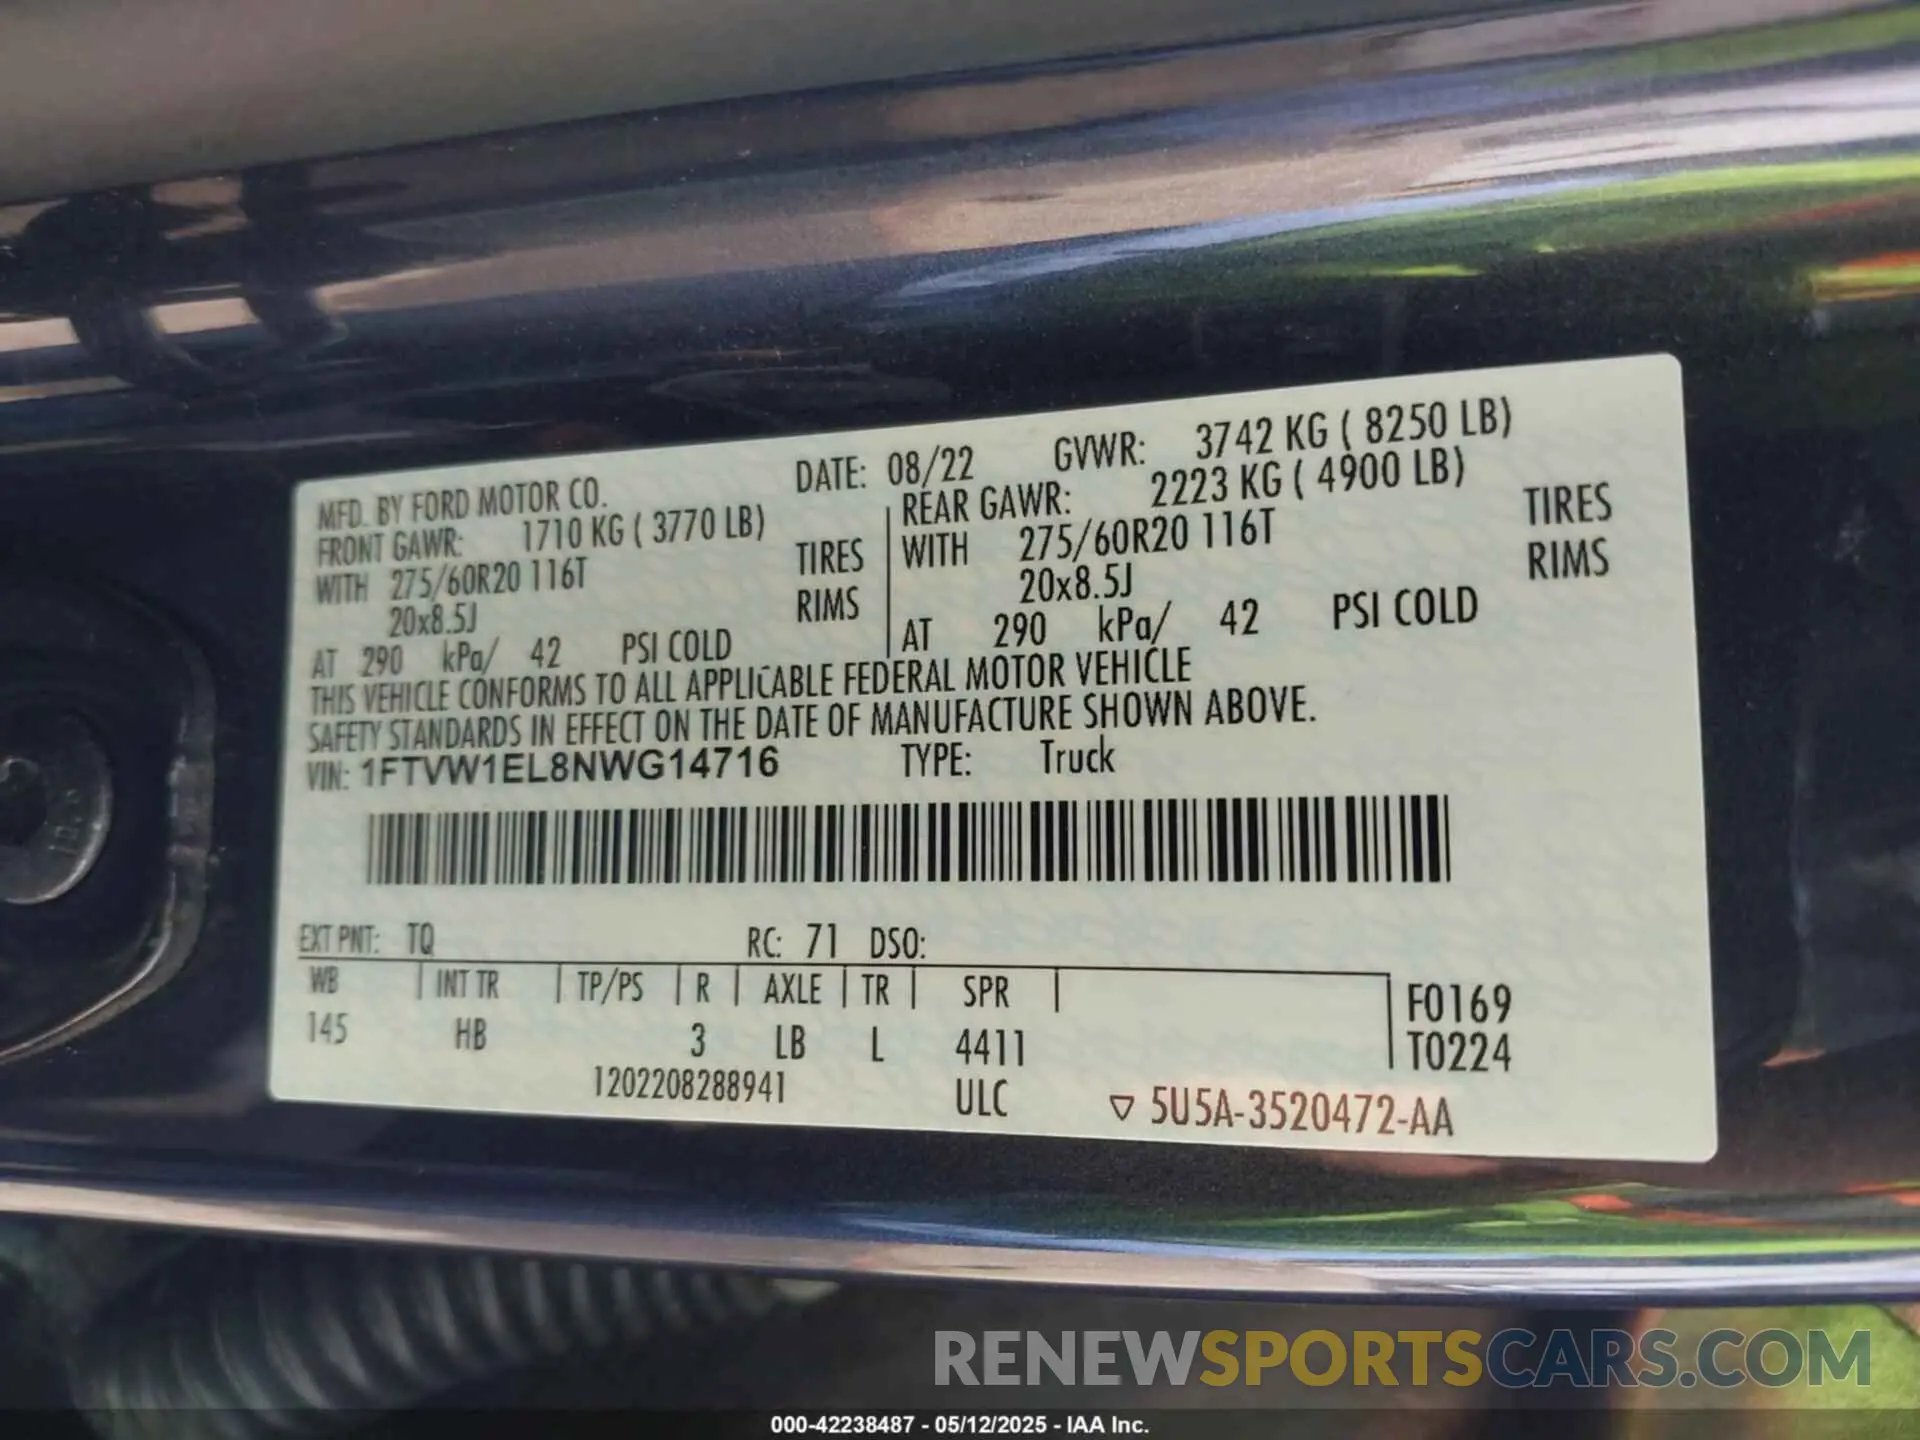 MFD. BY FORD MOTOR CO. DATE: 08/22 GVWR: 3742 KG ( 8250 LB)
FRONT GAWR: 1710 KG ( 3770 LB) REAR GAWR: 2223 KG ( 4900 LB)
WITH 275/60R20 116T TIRES WITH 275/60R20 116T TIRES
20x8.5J RIMS 20x8.5J RIMS
AT 290 kPa/ 42 PSI COLD AT 290 kPa/ 42 PSI COLD
THIS VEHICLE CONFORMS TO ALL APPLICABLE FEDERAL MOTOR VEHICLE
SAFETY STANDARDS IN EFFECT ON THE DATE OF MANUFACTURE SHOWN ABOVE.
VIN: 1FTVW1EL8NWG14716 TYPE: Truck
EXT PNT: TQ RC: 71 DSO:
WB INT TR TP/PS R AXLE TR SPR F0169
145 HB 3 LB L 4411 T0224
1202208288941 ULC ▽ 5U5A-3520472-AA
RENEWSPORTSCARS.COM
000-42238487 - 05/12/2025 - IAA Inc.